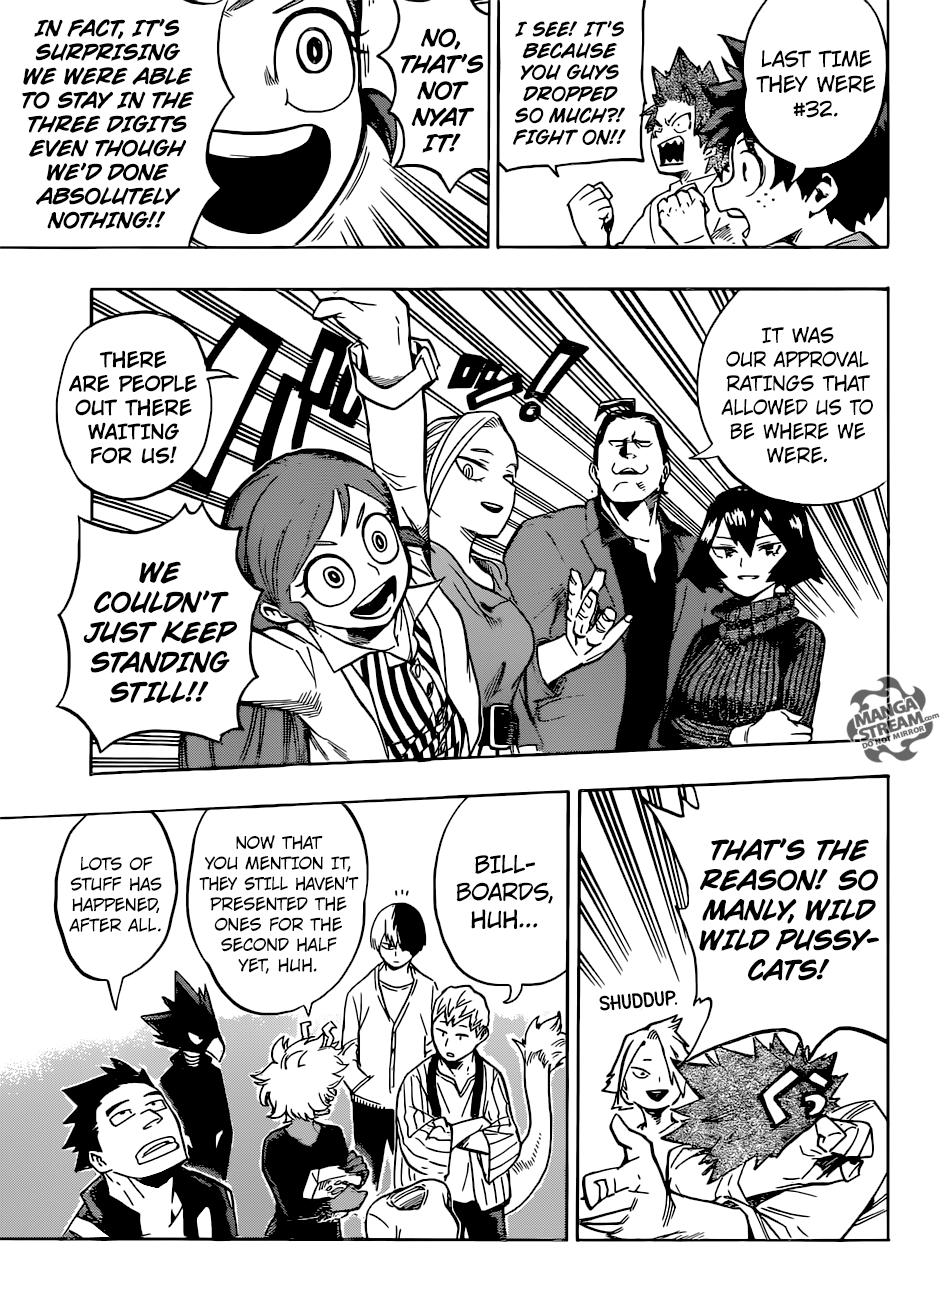 LAST TIME
THEY WERE
#32.
I SEE! IT'S
BECAUSE
YOU GUYS
DROPPED
SO MUCH?!
FIGHT ON!!
NO,
THAT'S
NOT
NYAT
IT!
IN FACT, IT'S
SURPRISING
WE WERE ABLE
TO STAY IN THE
THREE DIGITS
EVEN THOUGH
WE'D DONE
ABSOLUTELY
NOTHING!!
IT WAS
OUR APPROVAL
RATINGS THAT
ALLOWED US TO
BE WHERE WE
WERE.
THERE
ARE PEOPLE
OUT THERE
WAITING
FOR US!
WE
COULDN'T
JUST KEEP
STANDING
STILL!!
MANGA
STREAM.com
DO NOT MIRROR!
THAT'S THE
REASON! SO
MANLY, WILD
WILD PUSSY-
CATS!
SHUDDUP.
BILL-
BOARDS,
HUH...
NOW THAT
YOU MENTION IT,
THEY STILL HAVEN'T
PRESENTED THE
ONES FOR THE
SECOND HALF
YET, HUH.
LOTS OF
STUFF HAS
HAPPENED,
AFTER ALL.